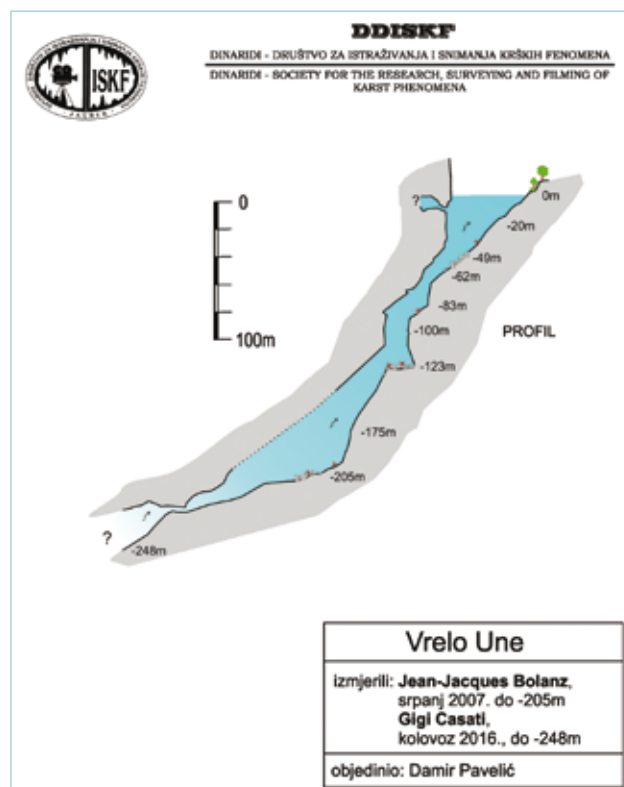 DDISKF
DINARIDI - DRUŠTVO ZA ISTRAŽIVANJA I SNIMANJA KRŠKIH FENOMENA
DINARIDI - SOCIETY FOR THE RESEARCH, SURVEYING AND FILMING OF
KARST PHENOMENA
ISKF
ZAGREB
0
100m
?
0m
-20m
-49m
-62m
-83m
-100m
-123m
PROFIL
-175m
-205m
?
-248m
Vrelo Une
izmjerili: Jean-Jacques Bolanz,
srpanj 2007. do -205m
Gigi Casati,
kolovoz 2016., do -248m
objedinio: Damir Pavelić